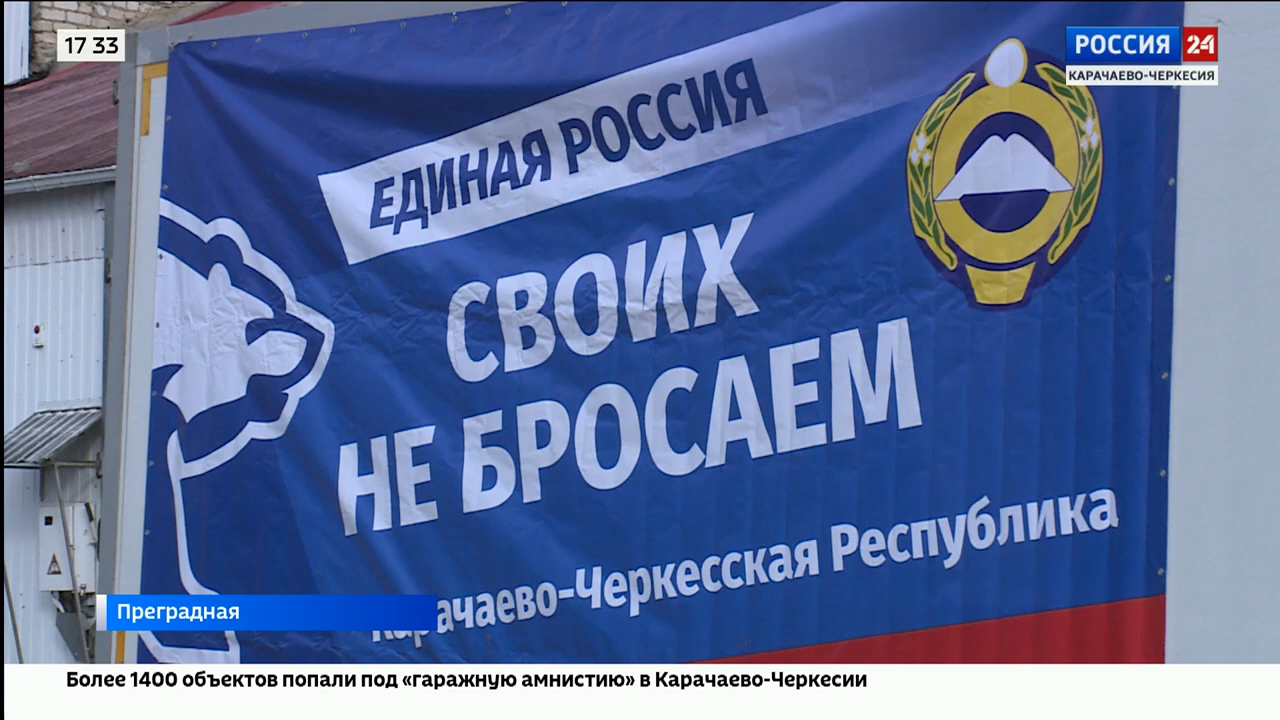 17 33
РОССИЯ 24
КАРАЧАЕВО-ЧЕРКЕСИЯ
ЕДИНАЯ РОССИЯ
СВОИХ
НЕ БРОСАЕМ
Карачаево-Черкесская Республика
Преградная
Более 1400 объектов попали под «гаражную амнистию» в Карачаево-Черкесии